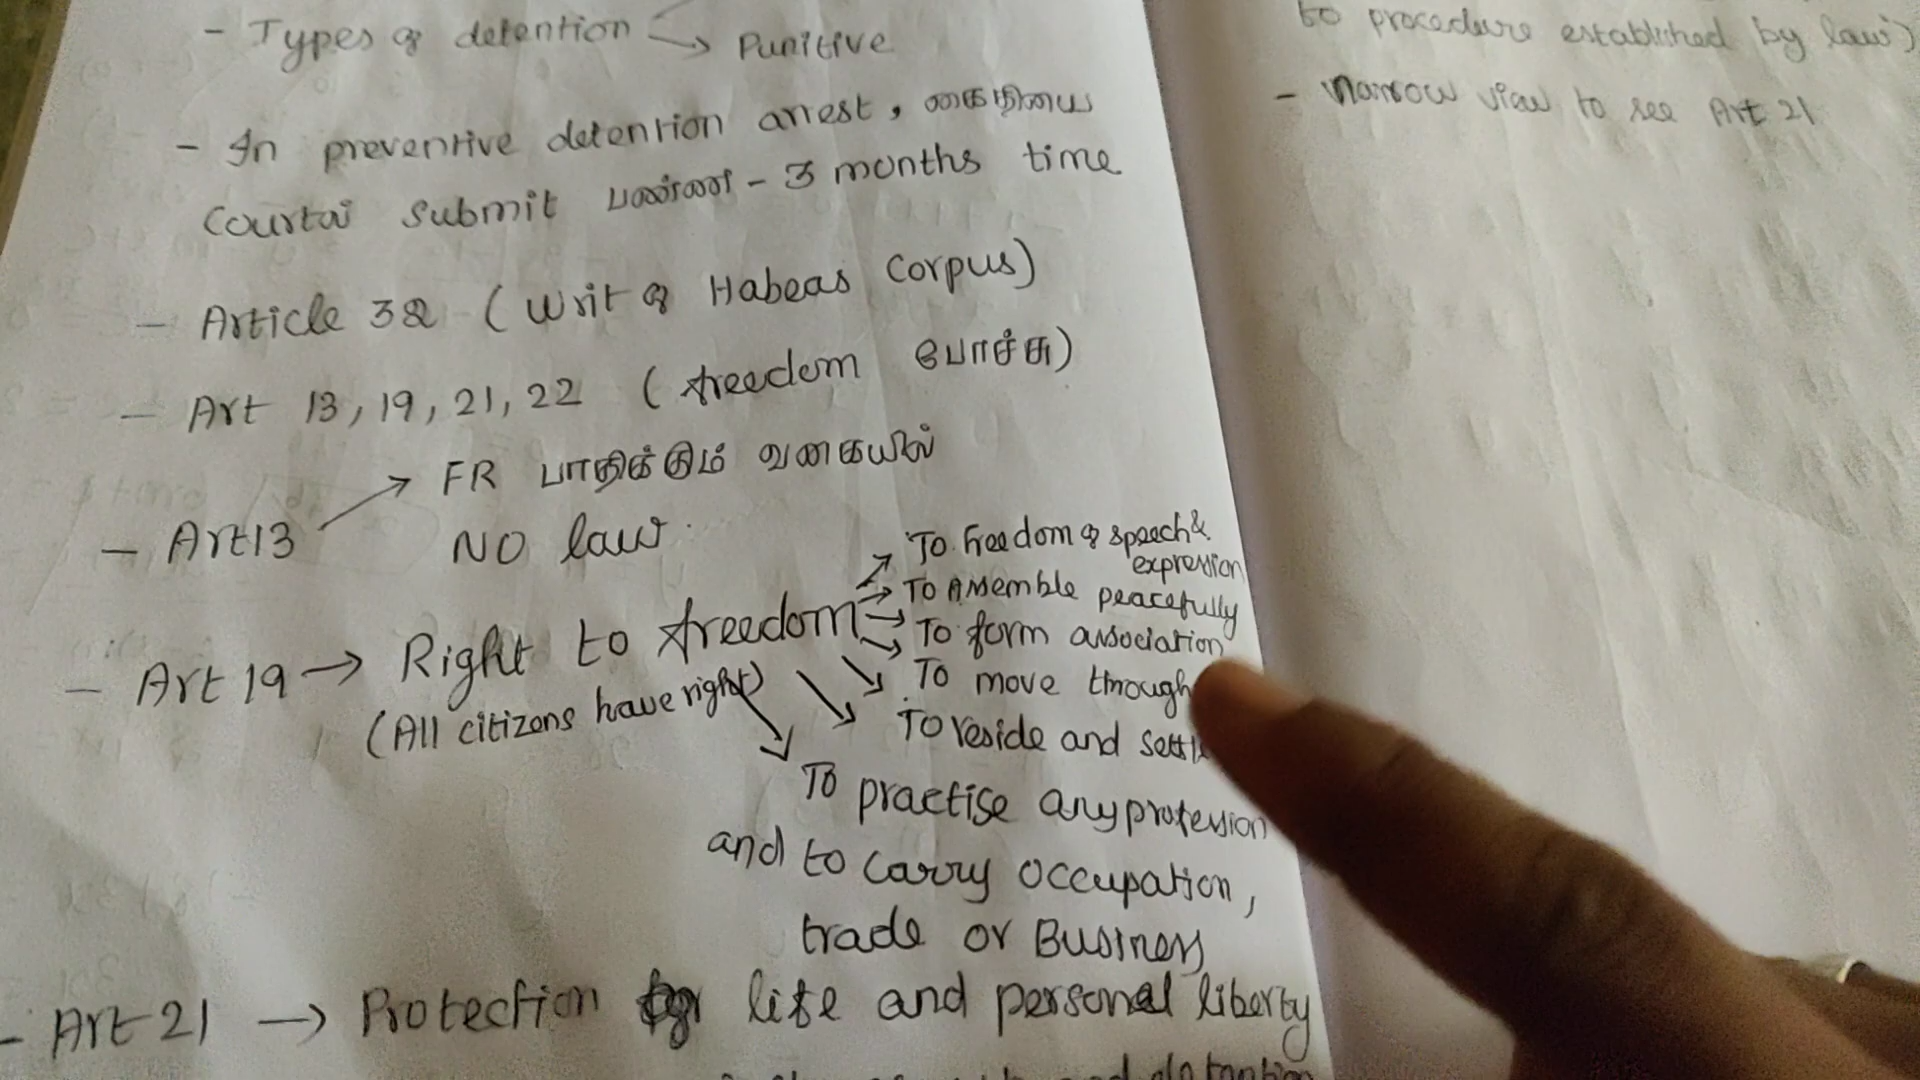 - Types of detention → Punitive
- In preventive detention arrest, கைதியை
Courtல் submit பண்ண - 3 months time
- Article 32 (Writ of Habeas Corpus)
- Art 13, 19, 21, 22 (freedom போச்சு)
- Art 13 → FR பாதிக்கும் வகையில்
NO law
- Art 19 → Right to freedom
(All citizens have right)
→ To Freedom of speech &
expression
→ To Assemble peacefully
→ To form association
→ To move through
→ To reside and settl
→ To practise any profession
and to carry occupation,
trade or Business
- Art 21 → Protection of life and personal liberty
to procedure established by law)
- Narrow view to see Art 21